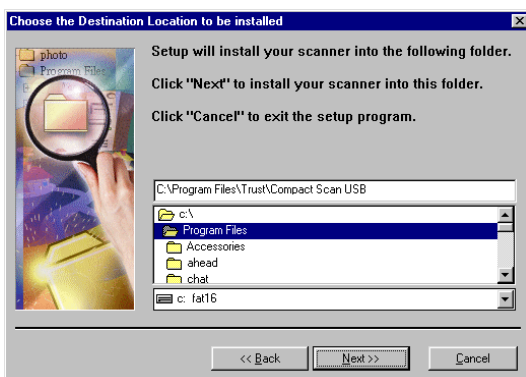 Choose the Destination Location to be installed
photo
Program Files
Setup will install your scanner into the following folder.
Click "Next" to install your scanner into this folder.
Click "Cancel" to exit the setup program.
C:\Program Files\Trust\Compact Scan USB
c:\
Program Files
Accessories
ahead
chat
c: fat16
<< Back
Next >>
Cancel